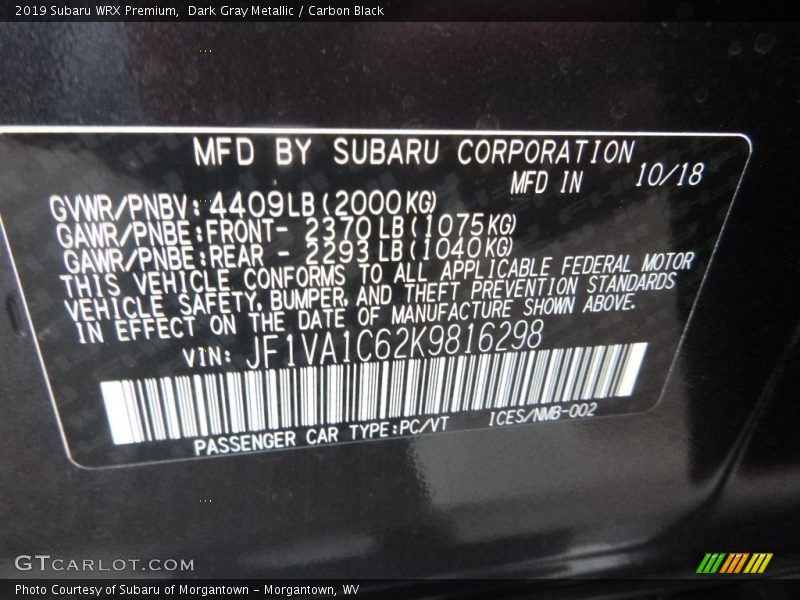 2019 Subaru WRX Premium,  Dark Gray Metallic / Carbon Black
MFD BY SUBARU CORPORATION
MFD IN 10/18
GVWR/PNBV: 4409LB(2000KG)
GAWR/PNBE:FRONT- 2370LB(1075KG)
GAWR/PNBE:REAR - 2293LB(1040KG)
THIS VEHICLE CONFORMS TO ALL APPLICABLE FEDERAL MOTOR
VEHICLE SAFETY, BUMPER, AND THEFT PREVENTION STANDARDS
IN EFFECT ON THE DATE OF MANUFACTURE SHOWN ABOVE.
VIN: JF1VA1C62K9816298
PASSENGER CAR TYPE:PC/VT ICES/NMB-002
GTCARLOT.COM
Photo Courtesy of Subaru of Morgantown - Morgantown, WV